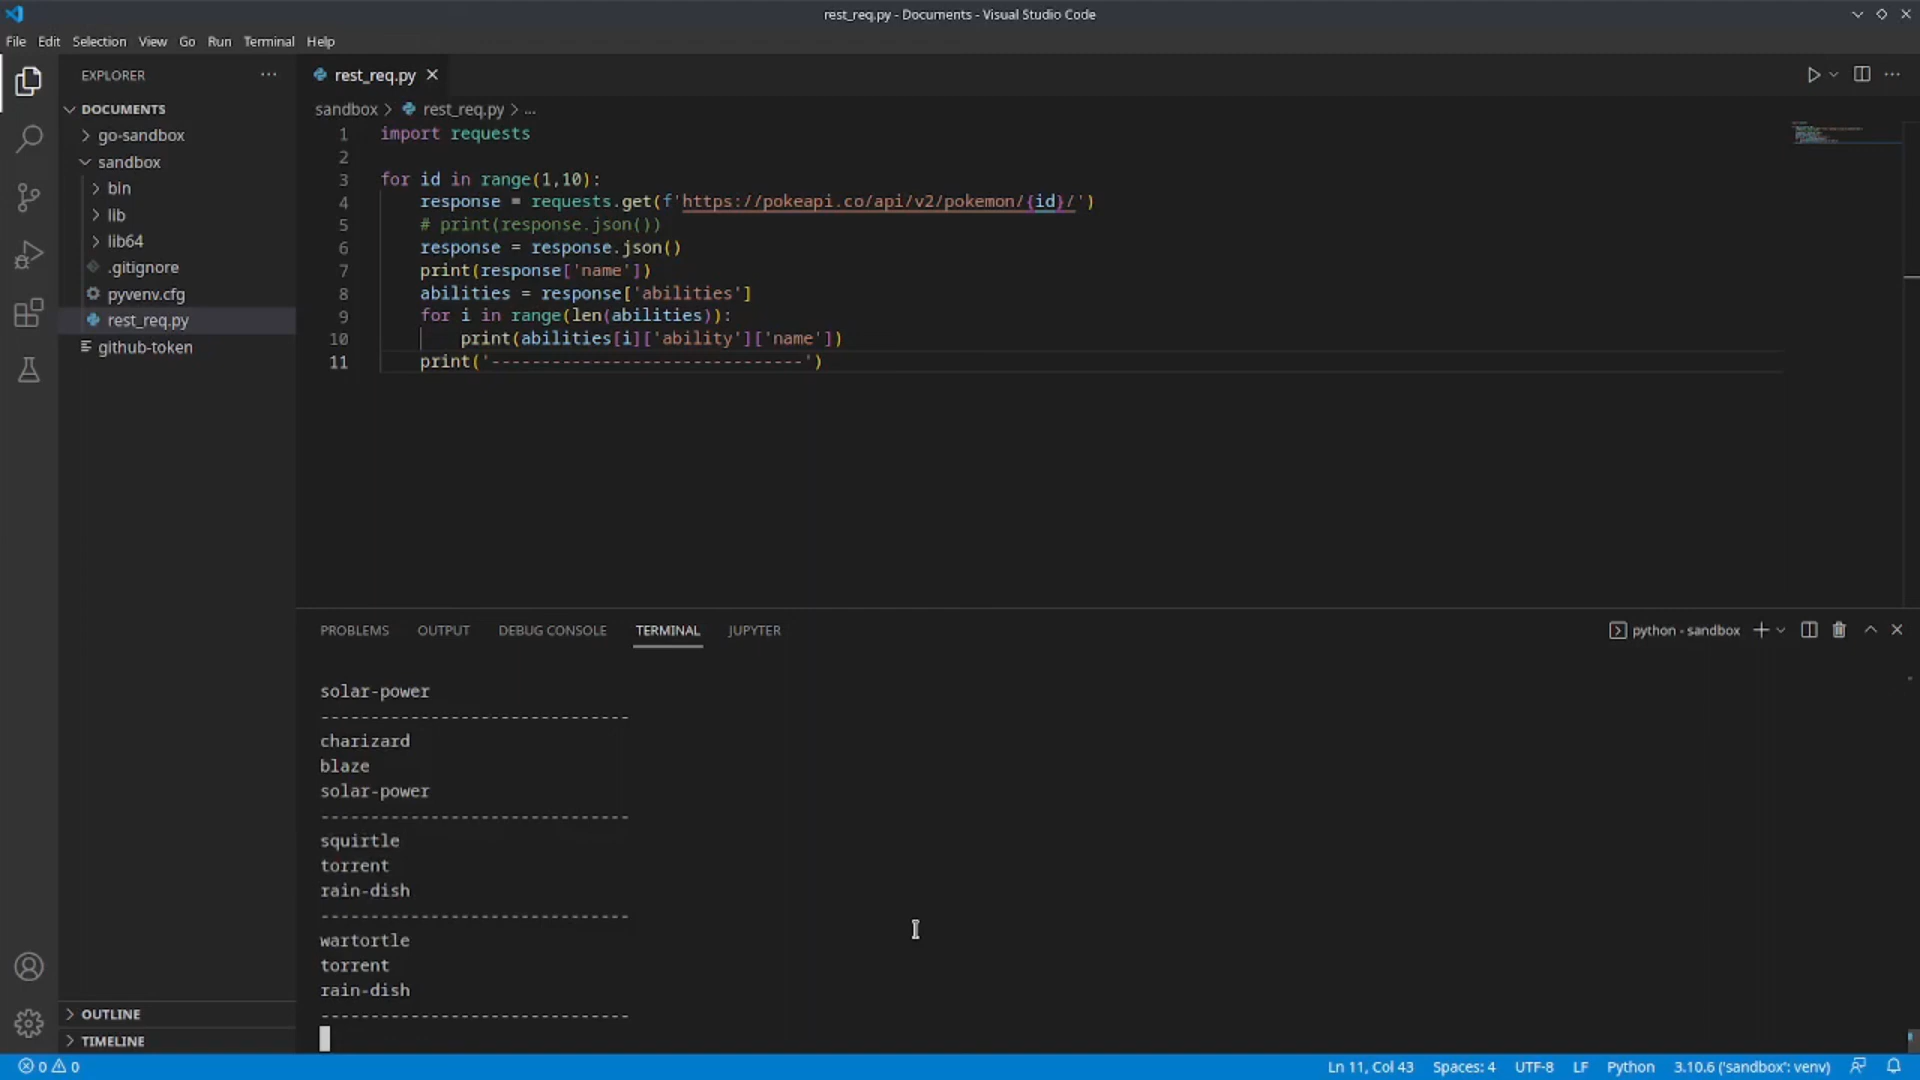 rest_req.py - Documents - Visual Studio Code
File Edit Selection View Go Run Terminal Help
EXPLORER
DOCUMENTS
go-sandbox
sandbox
bin
lib
lib64
.gitignore
pyvenv.cfg
rest_req.py
github-token
OUTLINE
TIMELINE
rest_req.py
sandbox > rest_req.py > ...
1 import requests
2
3 for id in range(1,10):
4     response = requests.get(f'https://pokeapi.co/api/v2/pokemon/{id}/')
5     # print(response.json())
6     response = response.json()
7     print(response['name'])
8     abilities = response['abilities']
9     for i in range(len(abilities)):
10         print(abilities[i]['ability']['name'])
11     print('-------------------------------')
PROBLEMS OUTPUT DEBUG CONSOLE TERMINAL JUPYTER
python - sandbox
solar-power
-------------------------------
charizard
blaze
solar-power
-------------------------------
squirtle
torrent
rain-dish
-------------------------------
wartortle
torrent
rain-dish
-------------------------------
0 0
Ln 11, Col 43 Spaces: 4 UTF-8 LF Python 3.10.6 ('sandbox': venv)